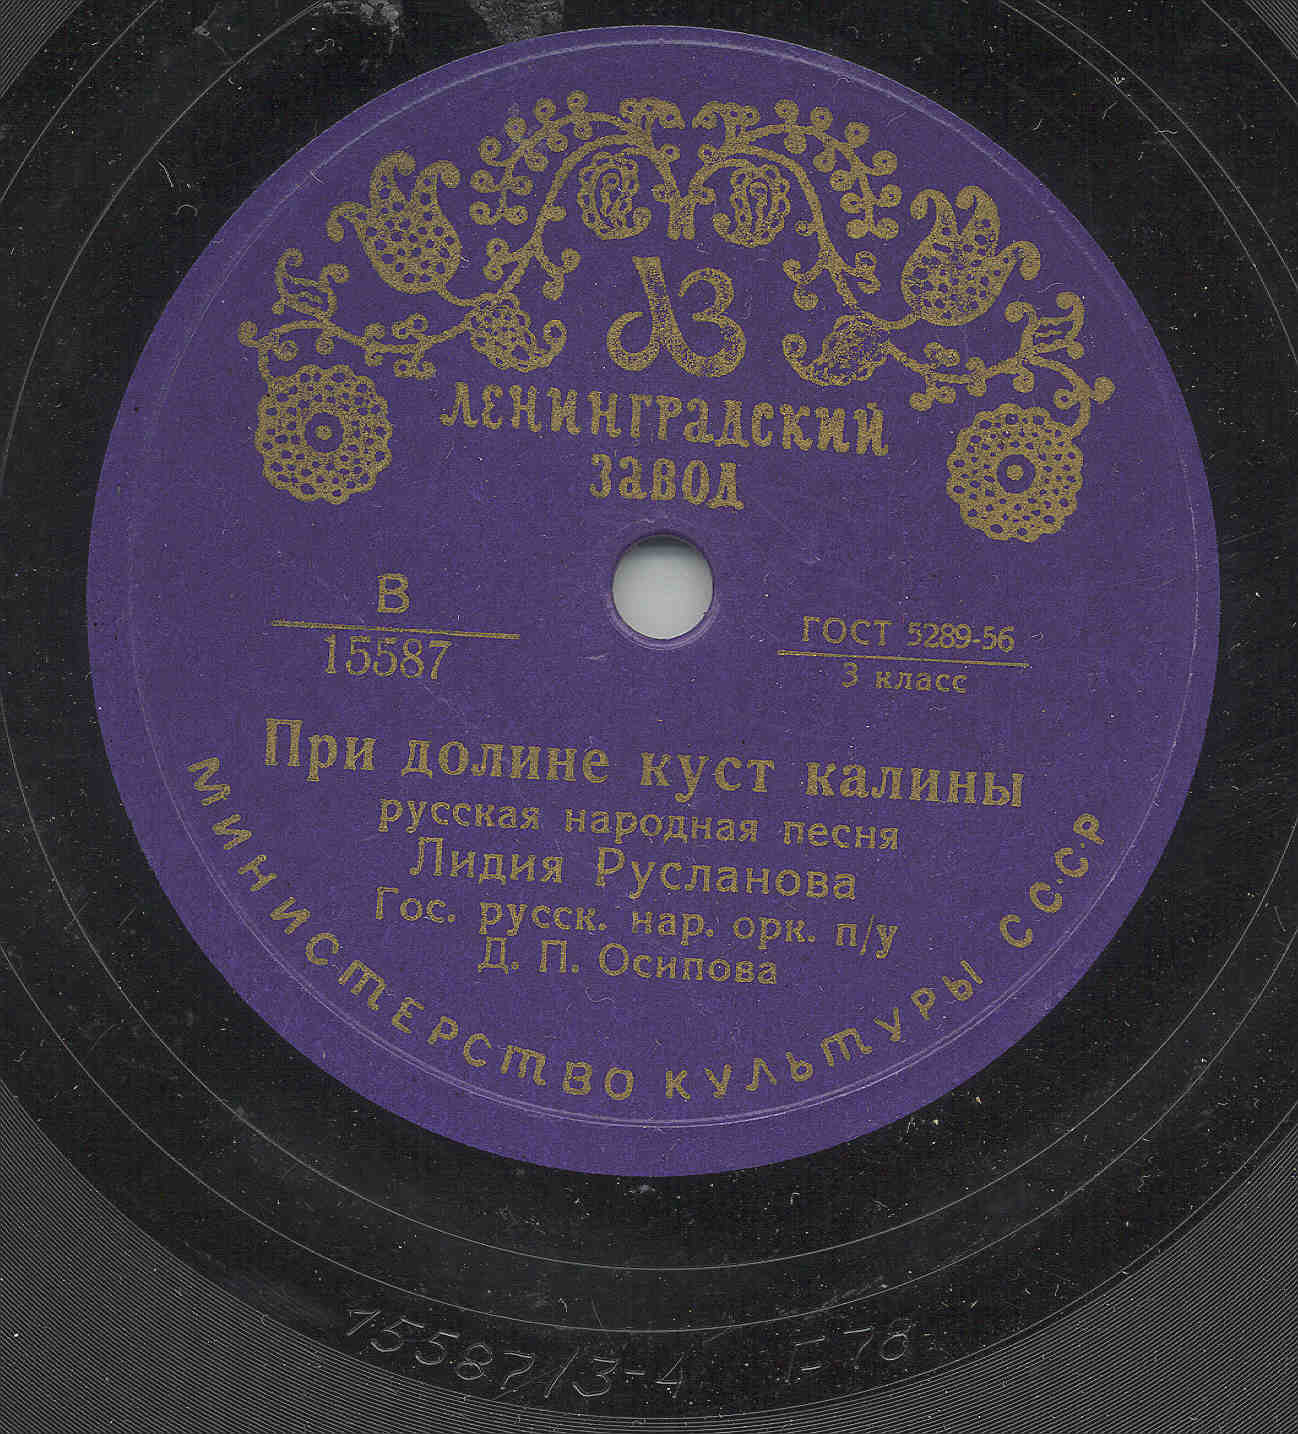 ЛЗ
ЛЕНИНГРАДСКИЙ
ЗАВОД
В
15587
ГОСТ 5289-56
3 класс
При долине куст калины
русская народная песня
Лидия Русланова
Гос. русск. нар. орк. п/у
Д. П. Осипова
МИНИСТЕРСТВО КУЛЬТУРЫ СССР
15587/3-4 Г 78